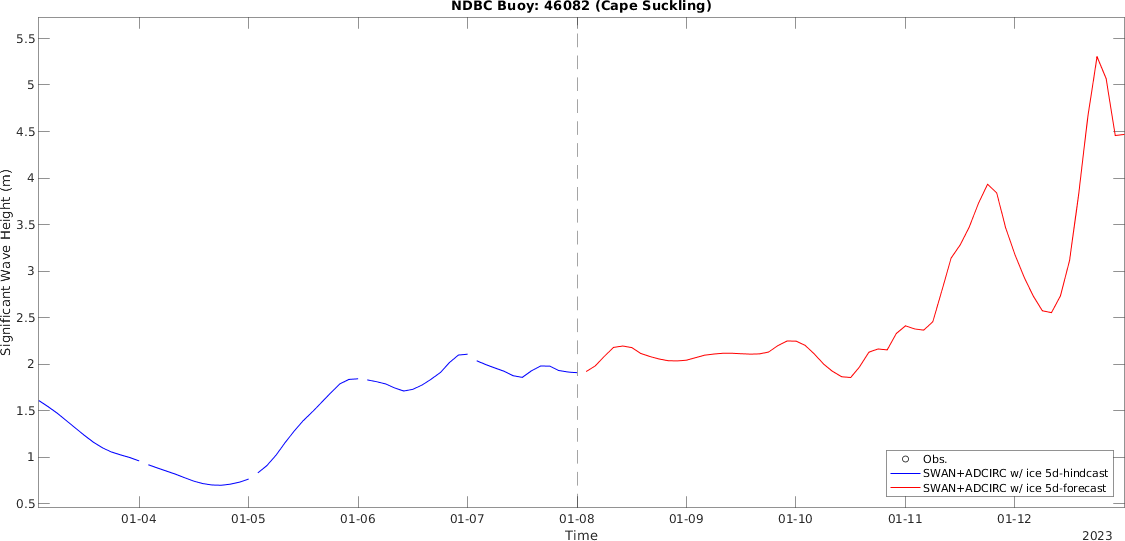 NDBC Buoy: 46082 (Cape Suckling)
Significant Wave Height (m)
5.5
5
4.5
4
3.5
3
2.5
2
1.5
1
0.5
Obs.
SWAN+ADCIRC w/ ice 5d-hindcast
SWAN+ADCIRC w/ ice 5d-forecast
01-04 01-05 01-06 01-07 01-08 01-09 01-10 01-11 01-12
Time
2023